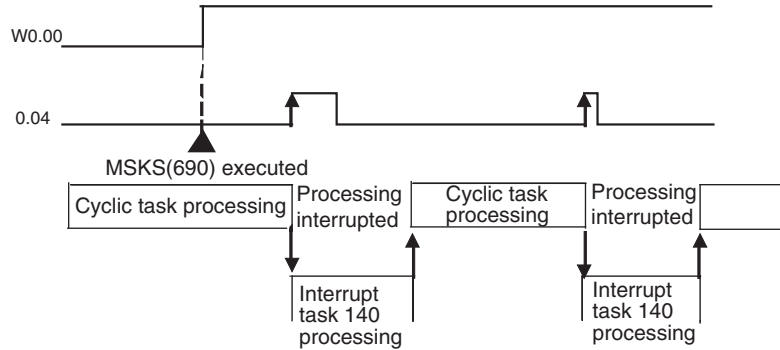 W0.00
0.04
MSKS(690) executed
Cyclic task processing
Processing
interrupted
Cyclic task
processing
Processing
interrupted
Interrupt
task 140
processing
Interrupt
task 140
processing